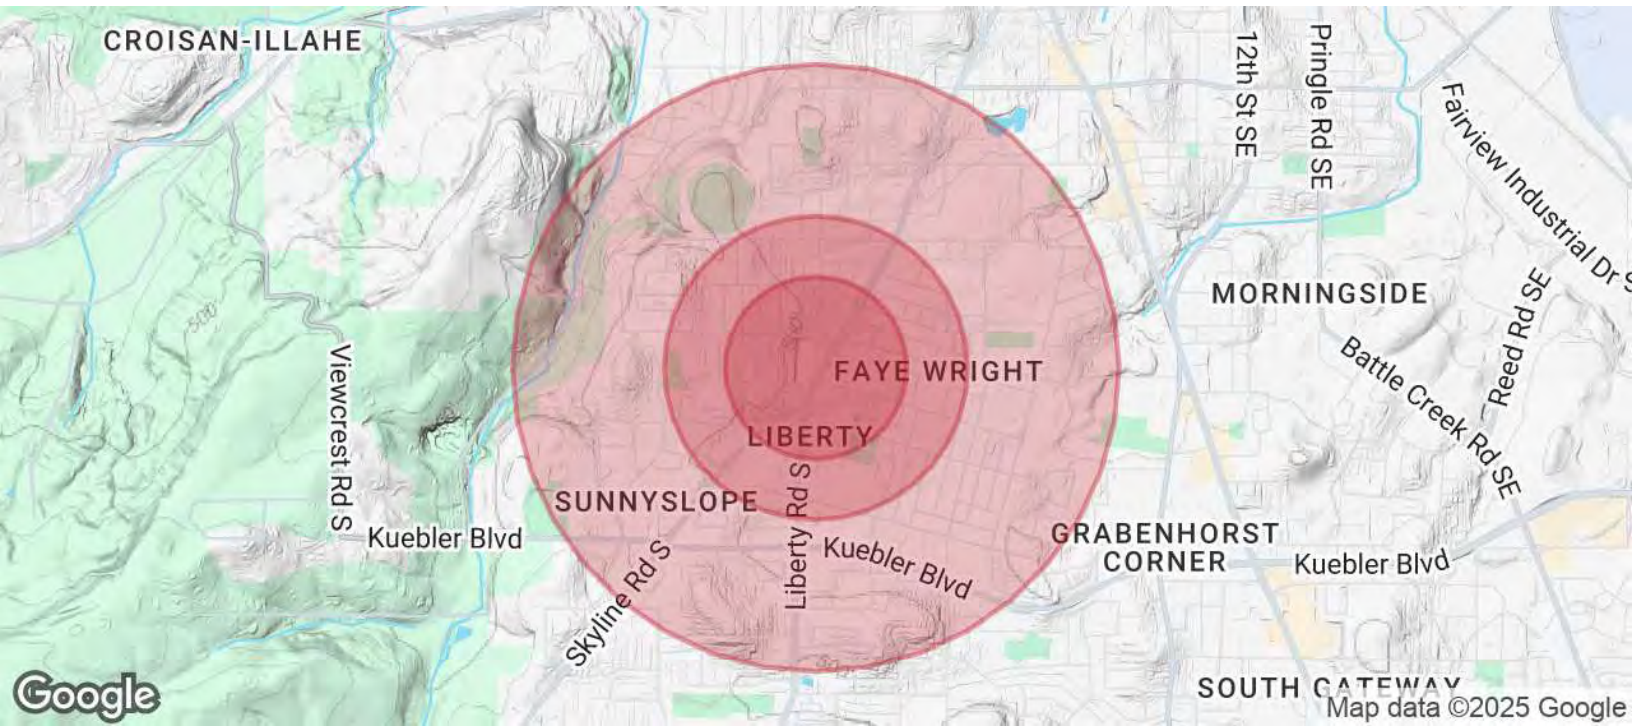 CROISAN-ILLAHE
12th St SE
Pringle Rd SE
Fairview Industrial Dr S
MORNINGSIDE
Reed Rd SE
Battle Creek Rd SE
Viewcrest Rd S
500
FAYE WRIGHT
LIBERTY
SUNNYSLOPE
Liberty Rd S
Kuebler Blvd
Kuebler Blvd
GRABENHORST
CORNER
Kuebler Blvd
Skyline Rd S
SOUTH GATEWAY
Google
Map data ©2025 Google